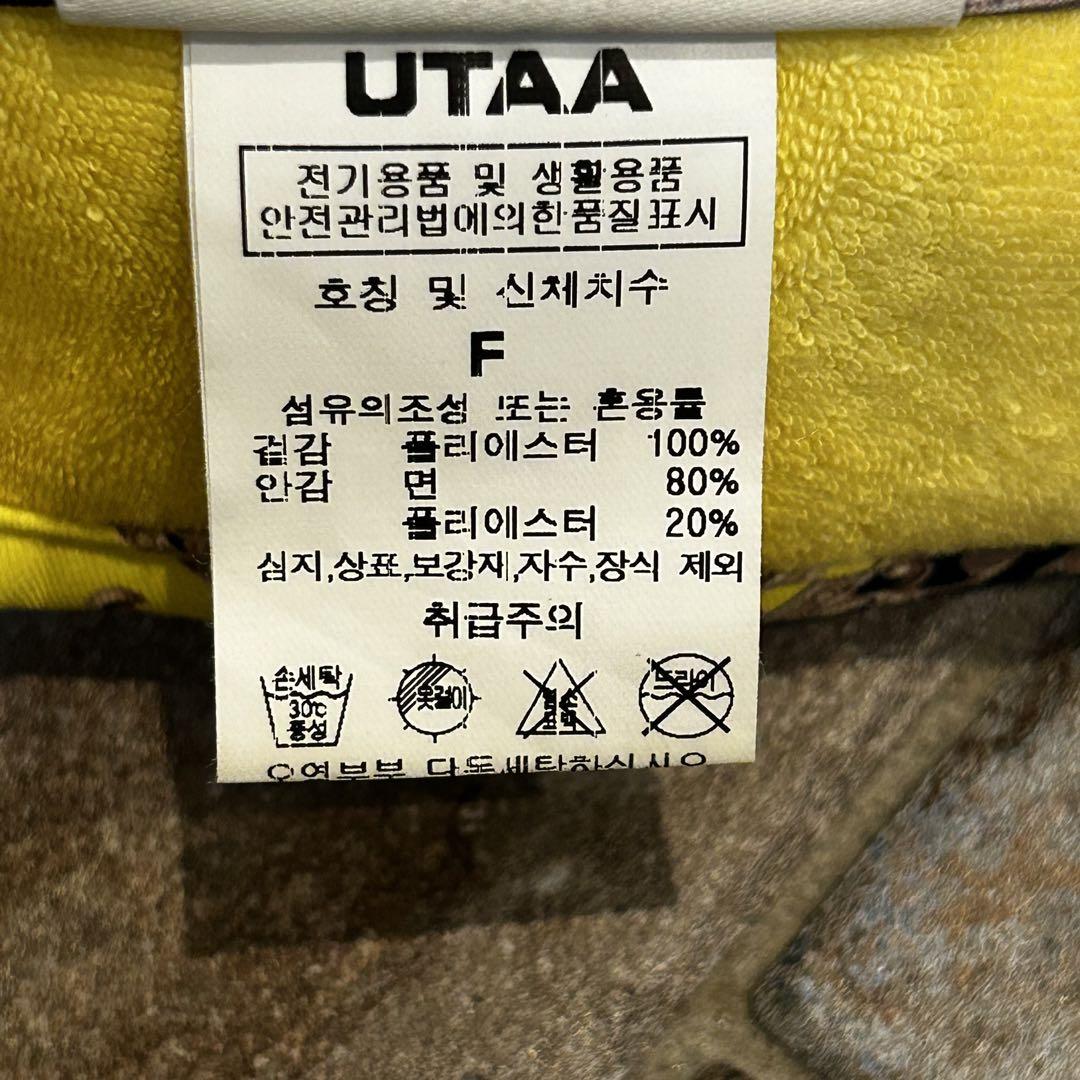 UTAA
전기용품 및 생활용품
안전관리법에의한품질표시
호칭 및 신체치수
F
섬유의조성 또는 혼용률
겉감 폴리에스터 100%
안감 면 80%
폴리에스터 20%
심지,상표,보강재,자수,장식 제외
취급주의
손세탁 30℃ 중성
옷걸이
염소 표백
드라이